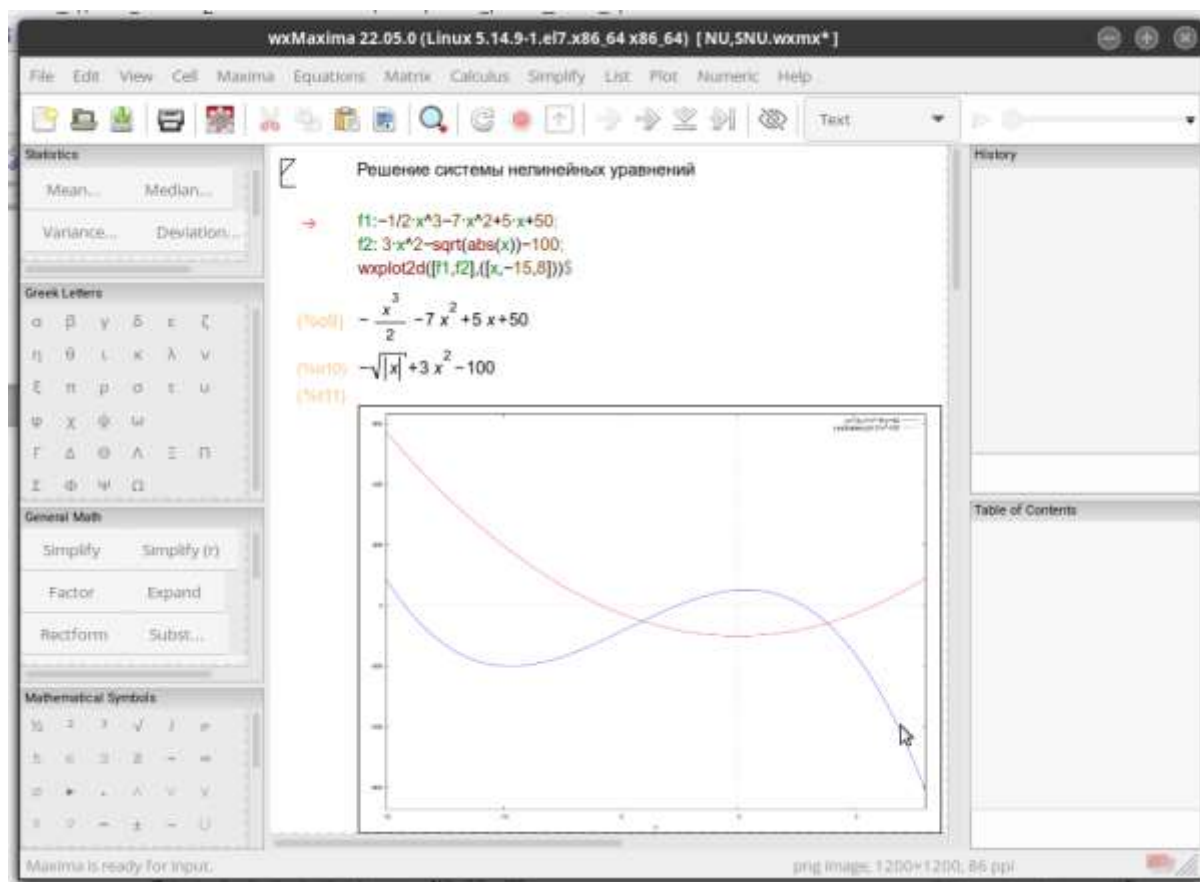 wxMaxima 22.05.0 (Linux 5.14.9-1.el7.x86_64 x86_64) [ NU,SNU.wxmx* ]
File Edit View Cell Maxima Equations Matrix Calculus Simplify List Plot Numeric Help
Text
Statistics
Mean... Median...
Variance... Deviation...
Greek Letters
α β γ δ ε ζ
η θ ι κ λ ν
ξ π ρ σ τ υ
φ χ ψ ω
Γ Δ Θ Λ Ξ Π
Σ Φ Ψ Ω
General Math
Simplify Simplify (r)
Factor Expand
Rectform Subst...
Mathematical Symbols
Решение системы нелинейных уравнений
f1:−1/2·x^3−7·x^2+5·x+50;
f2: 3·x^2−sqrt(abs(x))−100;
wxplot2d([f1,f2],([x,−15,8]))$
− x^3/2 −7 x^2 +5 x+50
−√|x| +3 x^2 −100
History
Table of Contents
Maxima is ready for input.
png image, 1200×1200, 86 ppi